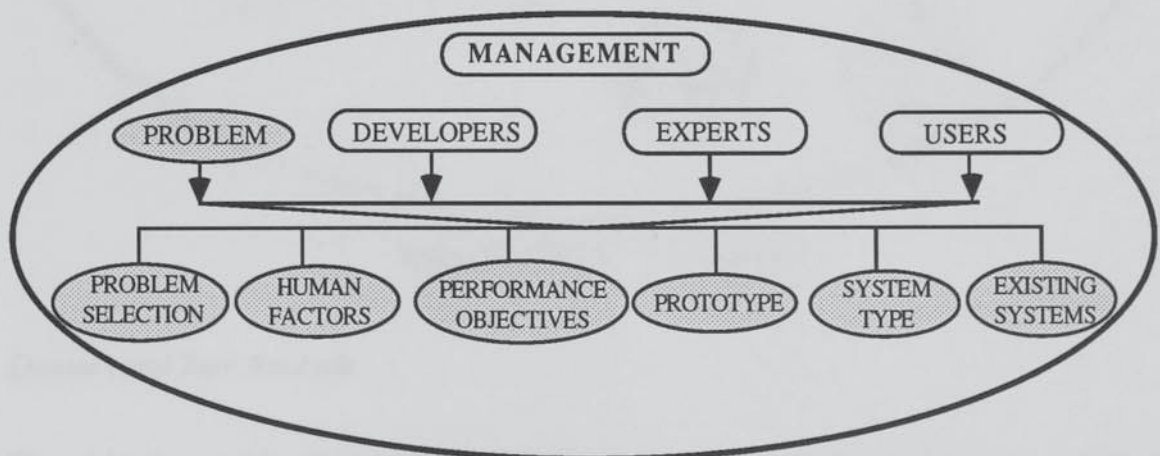 MANAGEMENT
PROBLEM
DEVELOPERS
EXPERTS
USERS
PROBLEM
SELECTION
HUMAN
FACTORS
PERFORMANCE
OBJECTIVES
PROTOTYPE
SYSTEM
TYPE
EXISTING
SYSTEMS